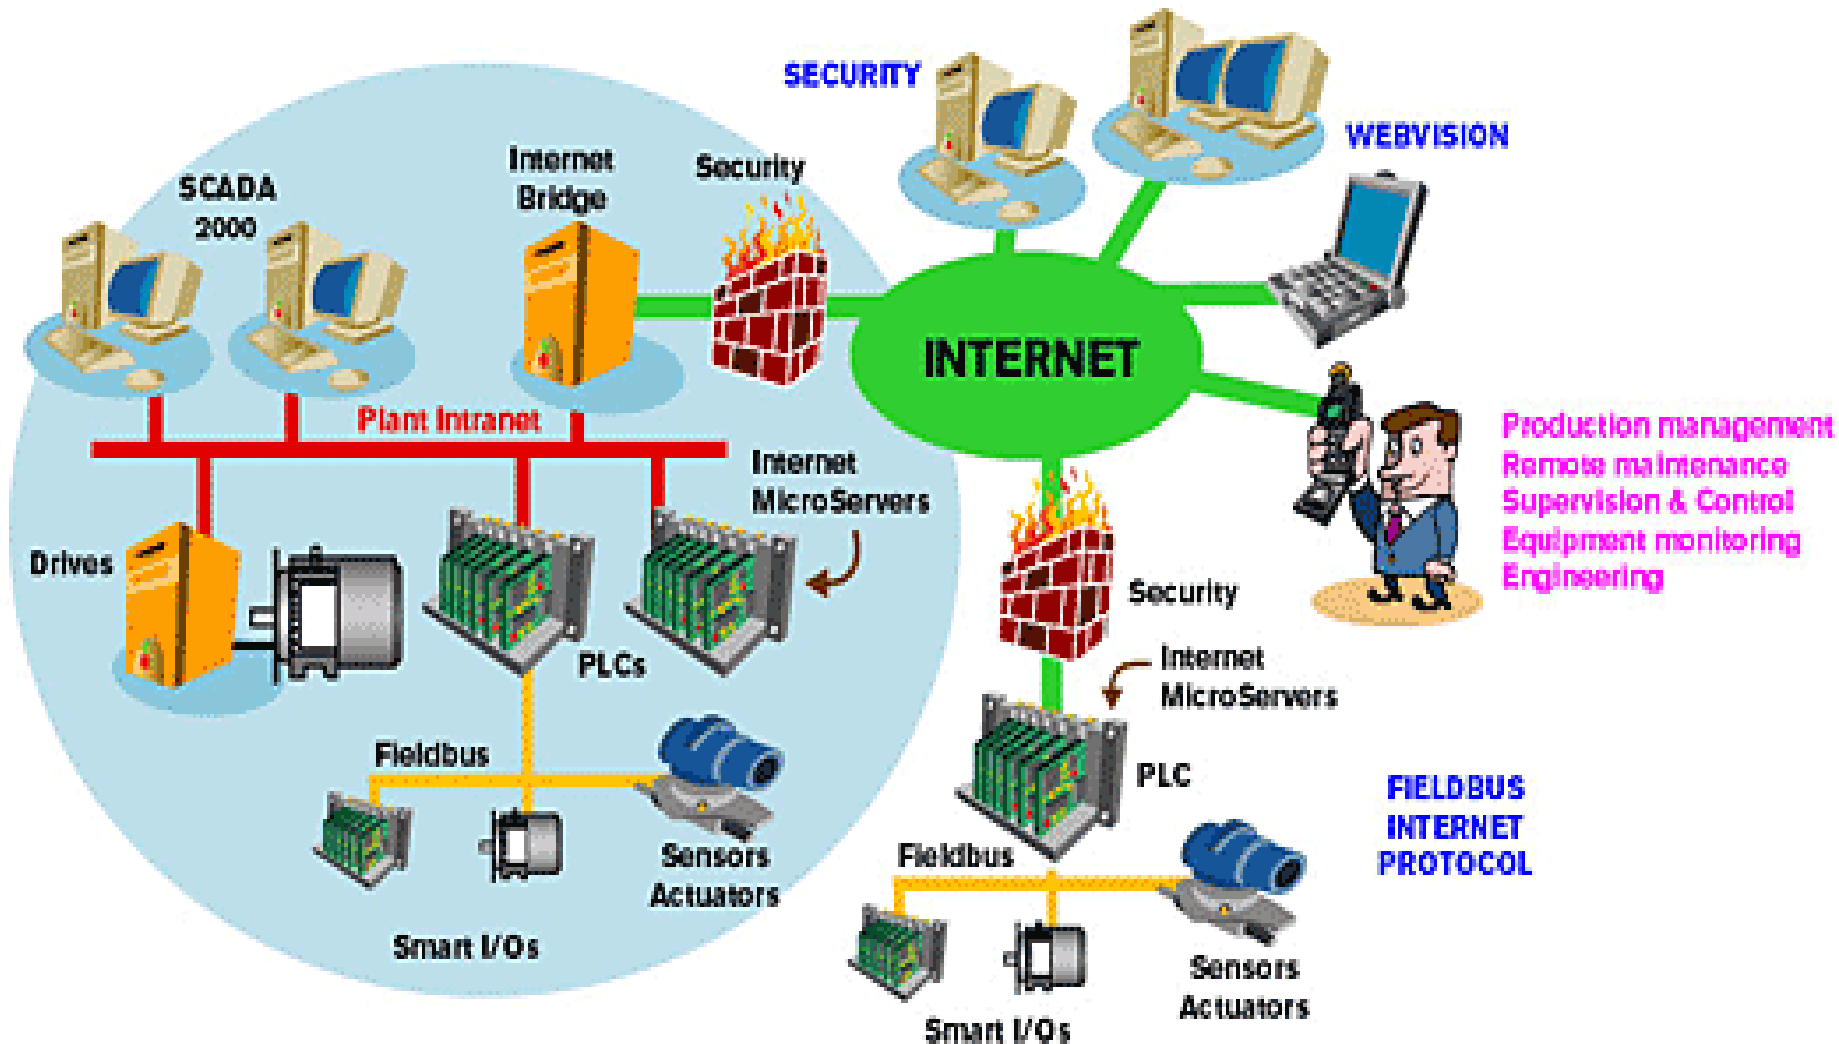 SECURITY
WEBVISION
Internet
Bridge
Security
SCADA
2000
INTERNET
Plant Intranet
Production management
Remote maintenance
Supervision & Control
Equipment monitoring
Engineering
Internet
MicroServers
Drives
PLCs
Security
Internet
MicroServers
PLC
Fieldbus
Sensors
Actuators
Smart I/Os
FIELDBUS
INTERNET
PROTOCOL
Fieldbus
Sensors
Actuators
Smart I/Os